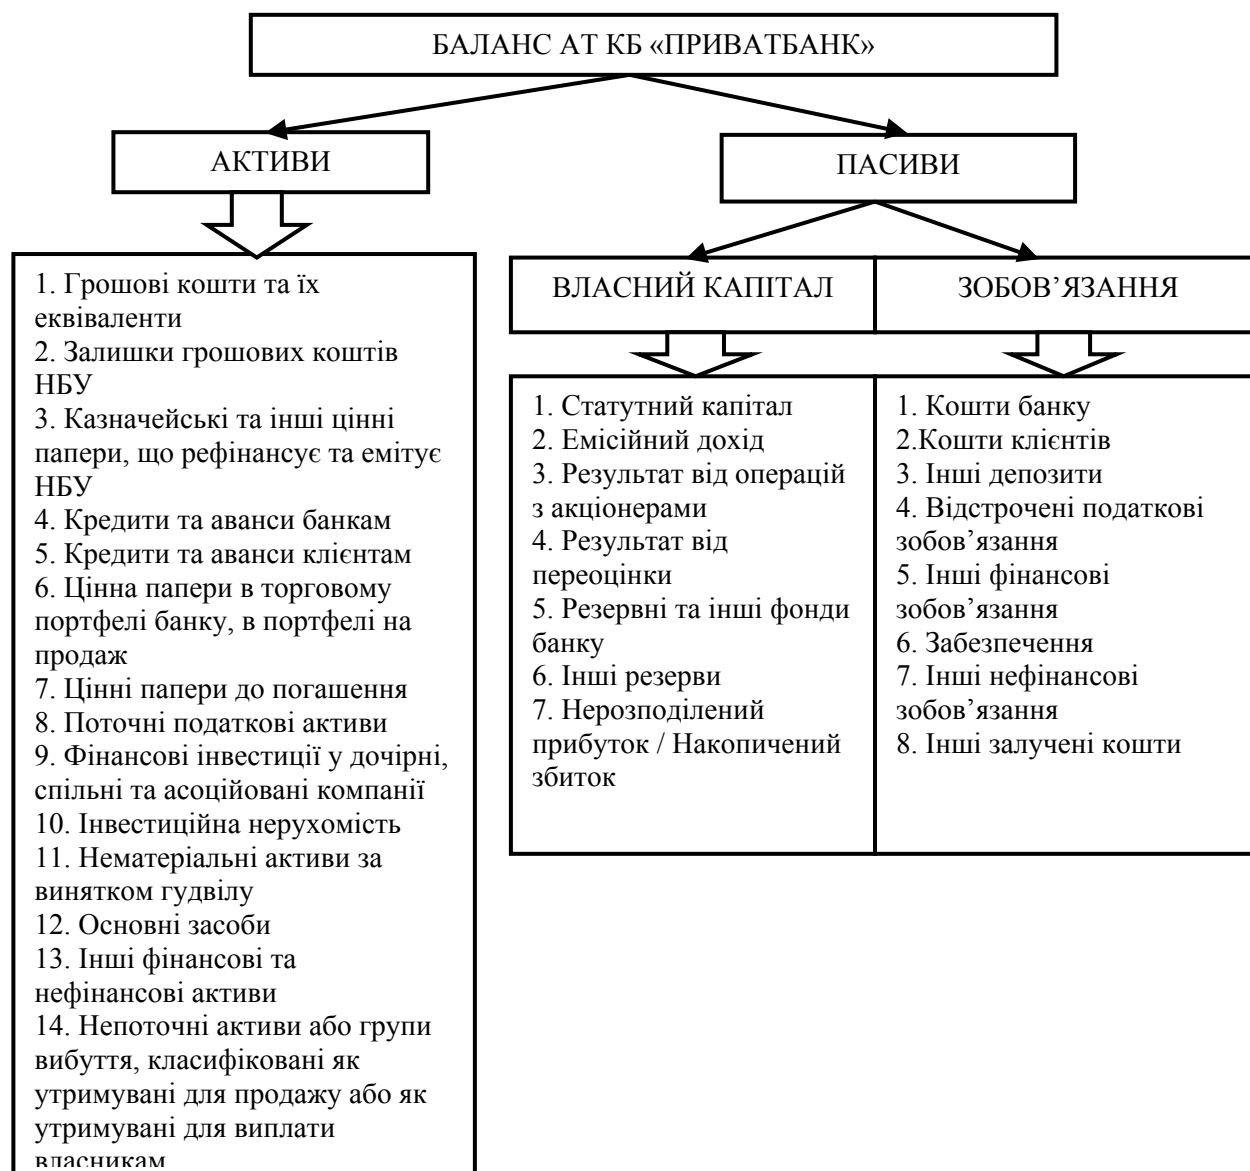 БАЛАНС АТ КБ «ПРИВАТБАНК»
АКТИВИ
ПАСИВИ
1. Грошові кошти та їх
еквіваленти
2. Залишки грошових коштів
НБУ
3. Казначейські та інші цінні
папери, що рефінансує та емітує
НБУ
4. Кредити та аванси банкам
5. Кредити та аванси клієнтам
6. Цінна папери в торговому
портфелі банку, в портфелі на
продаж
7. Цінні папери до погашення
8. Поточні податкові активи
9. Фінансові інвестиції у дочірні,
спільні та асоційовані компанії
10. Інвестиційна нерухомість
11. Нематеріальні активи за
винятком гудвілу
12. Основні засоби
13. Інші фінансові та
нефінансові активи
14. Непоточні активи або групи
вибуття, класифіковані як
утримувані для продажу або як
утримувані для виплати
власникам
ВЛАСНИЙ КАПІТАЛ
1. Статутний капітал
2. Емісійний дохід
3. Результат від операцій
з акціонерами
4. Результат від
переоцінки
5. Резервні та інші фонди
банку
6. Інші резерви
7. Нерозподілений
прибуток / Накопичений
збиток
ЗОБОВ’ЯЗАННЯ
1. Кошти банку
2.Кошти клієнтів
3. Інші депозити
4. Відстрочені податкові
зобов’язання
5. Інші фінансові
зобов’язання
6. Забезпечення
7. Інші нефінансові
зобов’язання
8. Інші залучені кошти